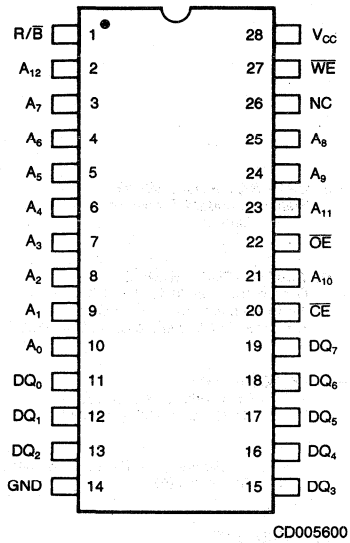 R/B̅ 1 28 V_CC
A12 2 27 W̅E̅
A7 3 26 NC
A6 4 25 A8
A5 5 24 A9
A4 6 23 A11
A3 7 22 O̅E̅
A2 8 21 A10
A1 9 20 C̅E̅
A0 10 19 DQ7
DQ0 11 18 DQ6
DQ1 12 17 DQ5
DQ2 13 16 DQ4
GND 14 15 DQ3
CD005600